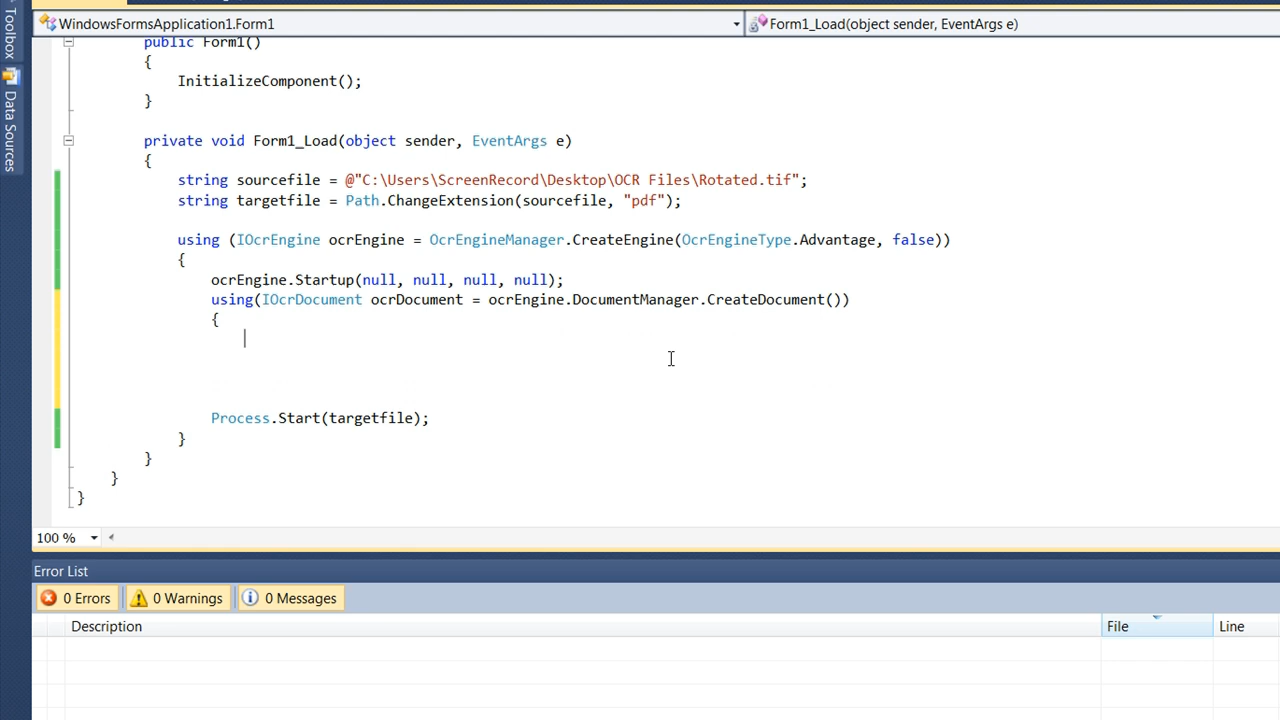 WindowsFormsApplication1.Form1
Form1_Load(object sender, EventArgs e)
Toolbox
Data Sources
public Form1()
{
InitializeComponent();
}
private void Form1_Load(object sender, EventArgs e)
{
string sourcefile = @"C:\Users\ScreenRecord\Desktop\OCR Files\Rotated.tif";
string targetfile = Path.ChangeExtension(sourcefile, "pdf");
using (IOcrEngine ocrEngine = OcrEngineManager.CreateEngine(OcrEngineType.Advantage, false))
{
ocrEngine.Startup(null, null, null, null);
using(IOcrDocument ocrDocument = ocrEngine.DocumentManager.CreateDocument())
{
Process.Start(targetfile);
}
}
}
}
100 %
Error List
0 Errors
0 Warnings
0 Messages
Description
File
Line